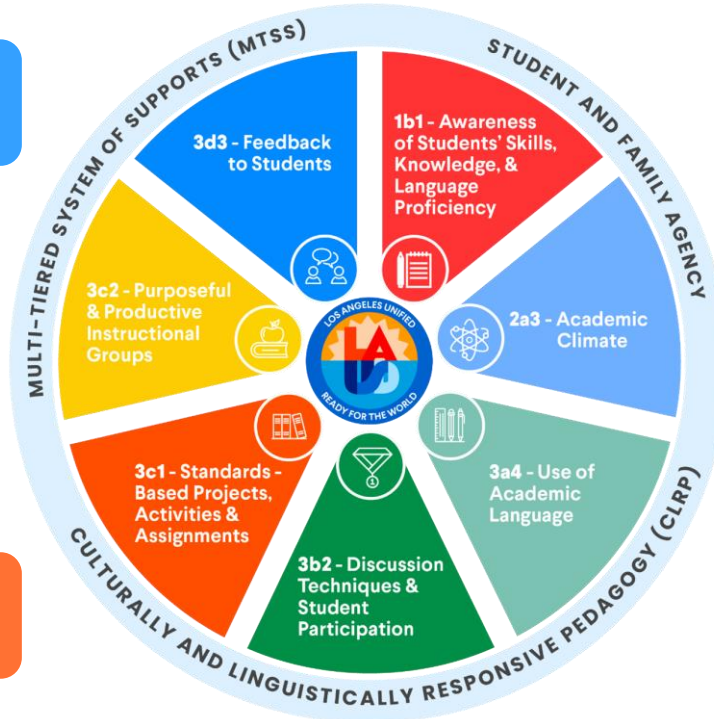 MULTI-TIERED SYSTEM OF SUPPORTS (MTSS)
STUDENT AND FAMILY AGENCY
CULTURALLY AND LINGUISTICALLY RESPONSIVE PEDAGOGY (CLRP)
1b1 - Awareness
of Students' Skills,
Knowledge, &
Language
Proficiency
2a3 - Academic
Climate
3a4 - Use of
Academic
Language
3b2 - Discussion
Techniques &
Student
Participation
3c1 - Standards -
Based Projects,
Activities &
Assignments
3c2 - Purposeful
& Productive
Instructional
Groups
3d3 - Feedback
to Students
LOS ANGELES UNIFIED
LAUSD
READY FOR THE WORLD
1